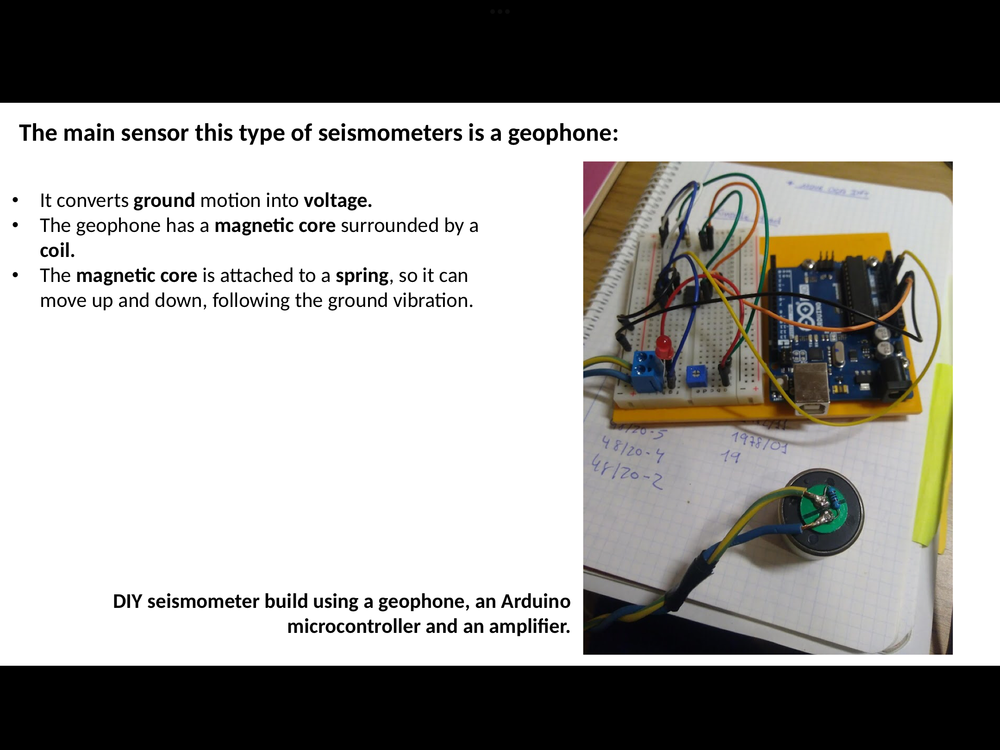 The main sensor this type of seismometers is a geophone:
• It converts ground motion into voltage.
• The geophone has a magnetic core surrounded by a
coil.
• The magnetic core is attached to a spring, so it can
move up and down, following the ground vibration.
DIY seismometer build using a geophone, an Arduino
microcontroller and an amplifier.
ARDUINO
48/20-4
1978/01
19
48/20-2